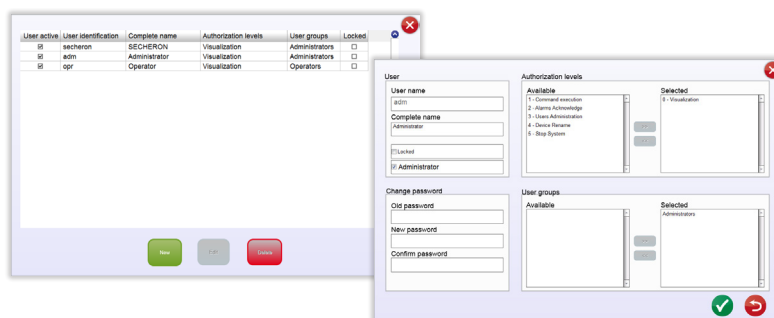 User active User identification Complete name Authorization levels User groups Locked
secheron SECHERON Visualization Administrators
adm Administrator Visualization Administrators
opr Operator Visualization Operators
New Edit Delete
User
User name
adm
Complete name
Administrator
Locked
Administrator
Authorization levels
Available Selected
1 - Command execution
2 - Alarms Acknowledge
3 - Users Administration
4 - Device Rename
5 - Stop System
8 - Visualization
Change password
Old password
New password
Confirm password
User groups
Available Selected
Administrators